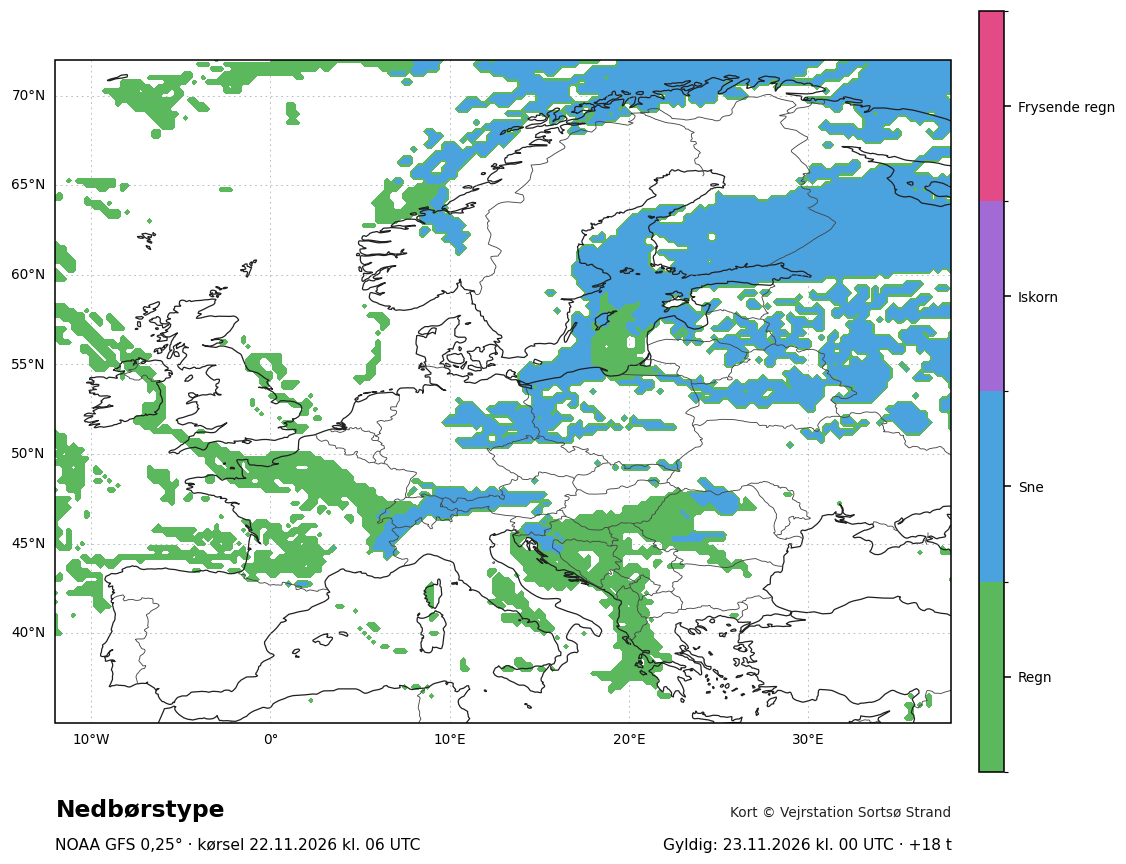 70°N
65°N
60°N
55°N
50°N
45°N
40°N
10°W 0° 10°E 20°E 30°E
Frysende regn
Iskorn
Sne
Regn
Nedbørstype
Kort © Vejrstation Sortsø Strand
NOAA GFS 0,25° · kørsel 22.11.2026 kl. 06 UTC
Gyldig: 23.11.2026 kl. 00 UTC · +18 t